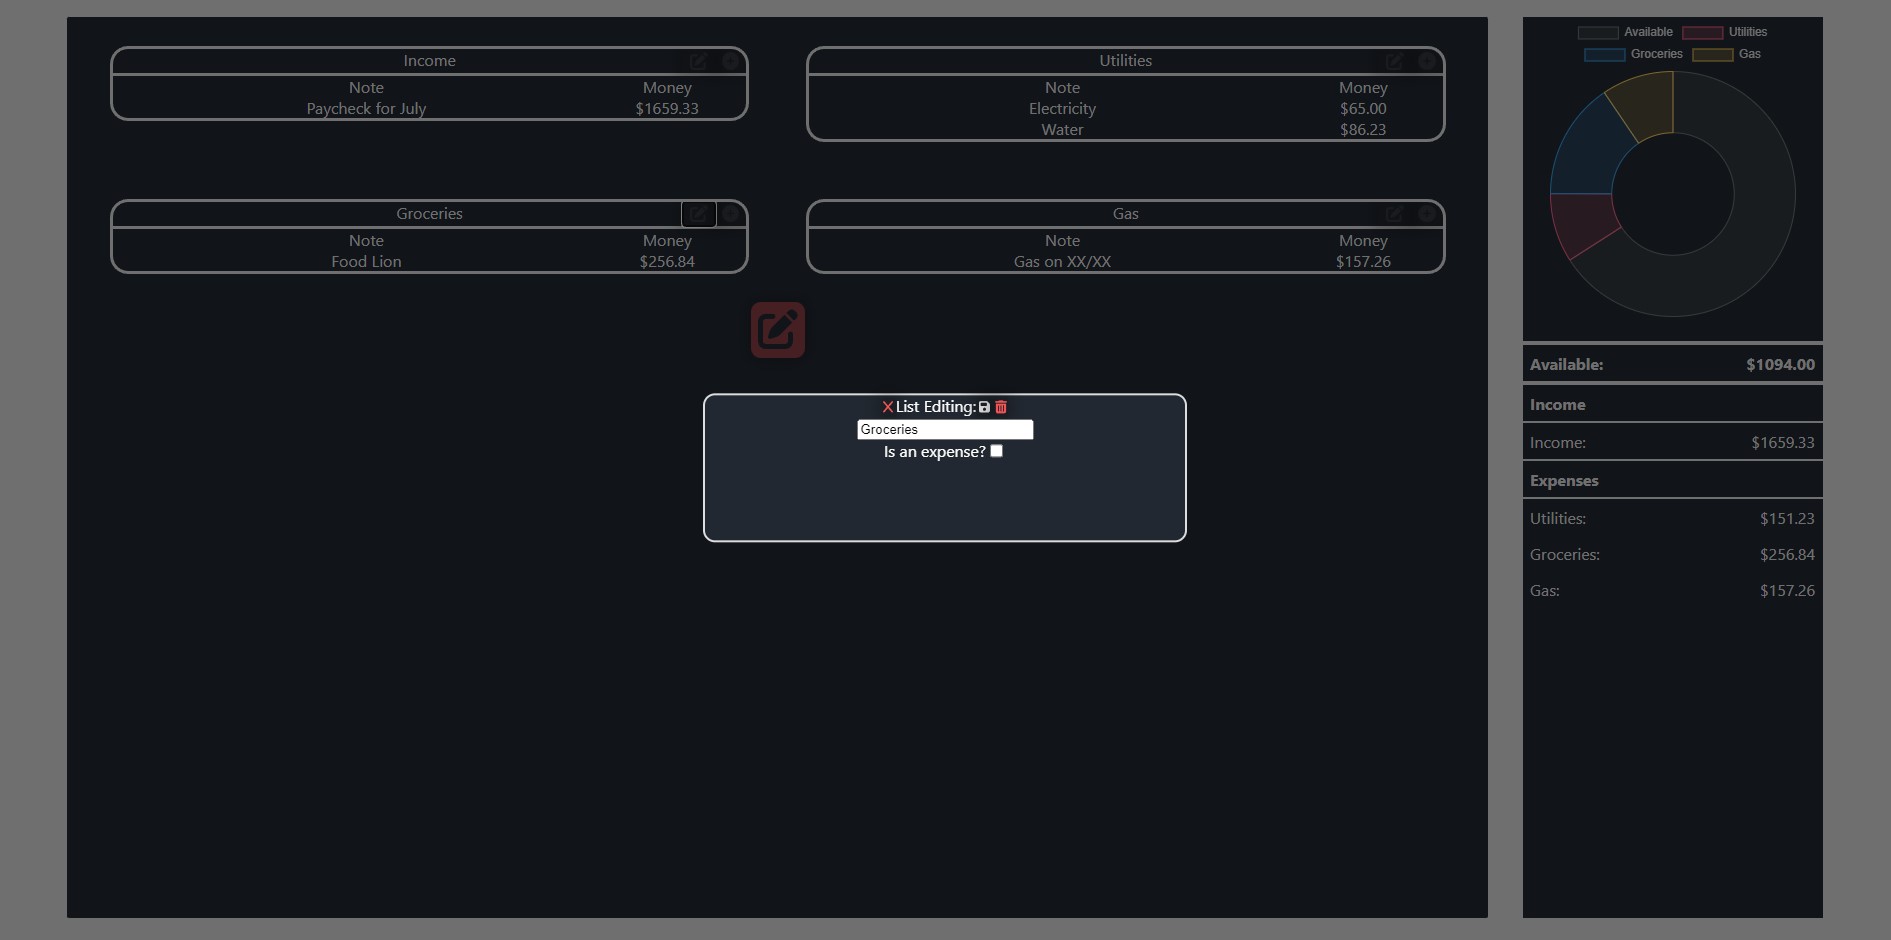 Income
Note Money
Paycheck for July $1659.33
Utilities
Note Money
Electricity $65.00
Water $86.23
Groceries
Note Money
Food Lion $256.84
Gas
Note Money
Gas on XX/XX $157.26
List Editing:
Groceries
Is an expense?
Available Utilities
Groceries Gas
Available: $1094.00
Income
Income: $1659.33
Expenses
Utilities: $151.23
Groceries: $256.84
Gas: $157.26